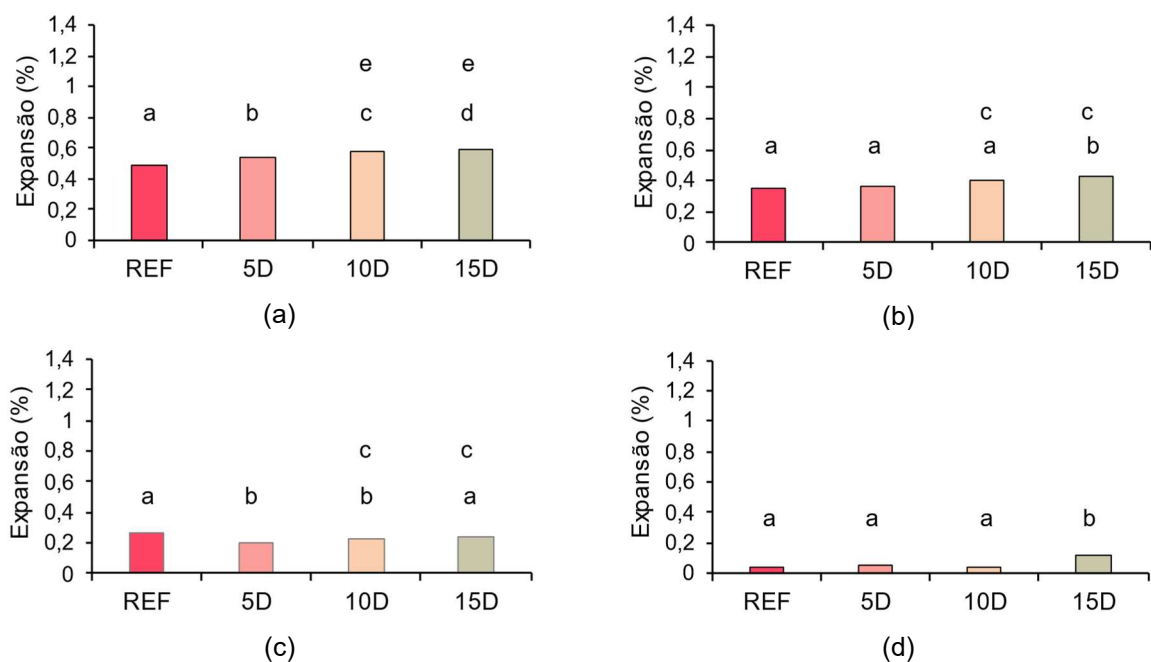 1,4
1,2
1
0,8
0,6
0,4
0,2
0
Expansão (%)
e e
a b c d
REF 5D 10D 15D
(a)
1,4
1,2
1
0,8
0,6
0,4
0,2
0
Expansão (%)
c c
a a a b
REF 5D 10D 15D
(b)
1,4
1,2
1
0,8
0,6
0,4
0,2
0
Expansão (%)
c c
a b b a
REF 5D 10D 15D
(c)
1,4
1,2
1
0,8
0,6
0,4
0,2
0
Expansão (%)
a a a b
REF 5D 10D 15D
(d)